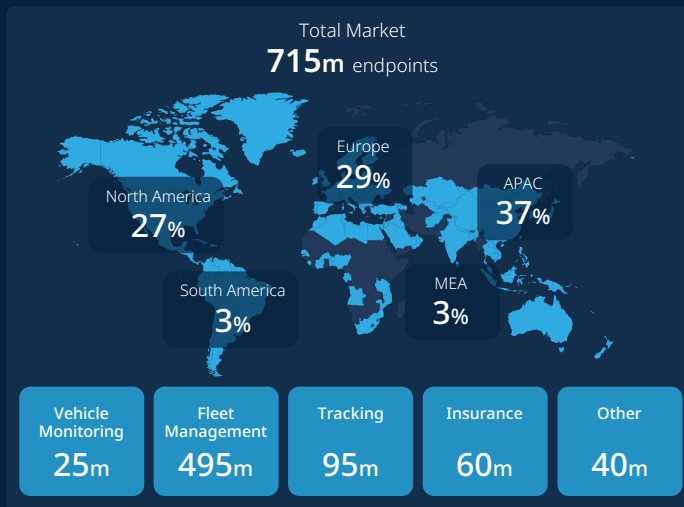 Total Market
715m endpoints
Europe
29%
North America
27%
APAC
37%
South America
3%
MEA
3%
Vehicle
Monitoring
25m
Fleet
Management
495m
Tracking
95m
Insurance
60m
Other
40m